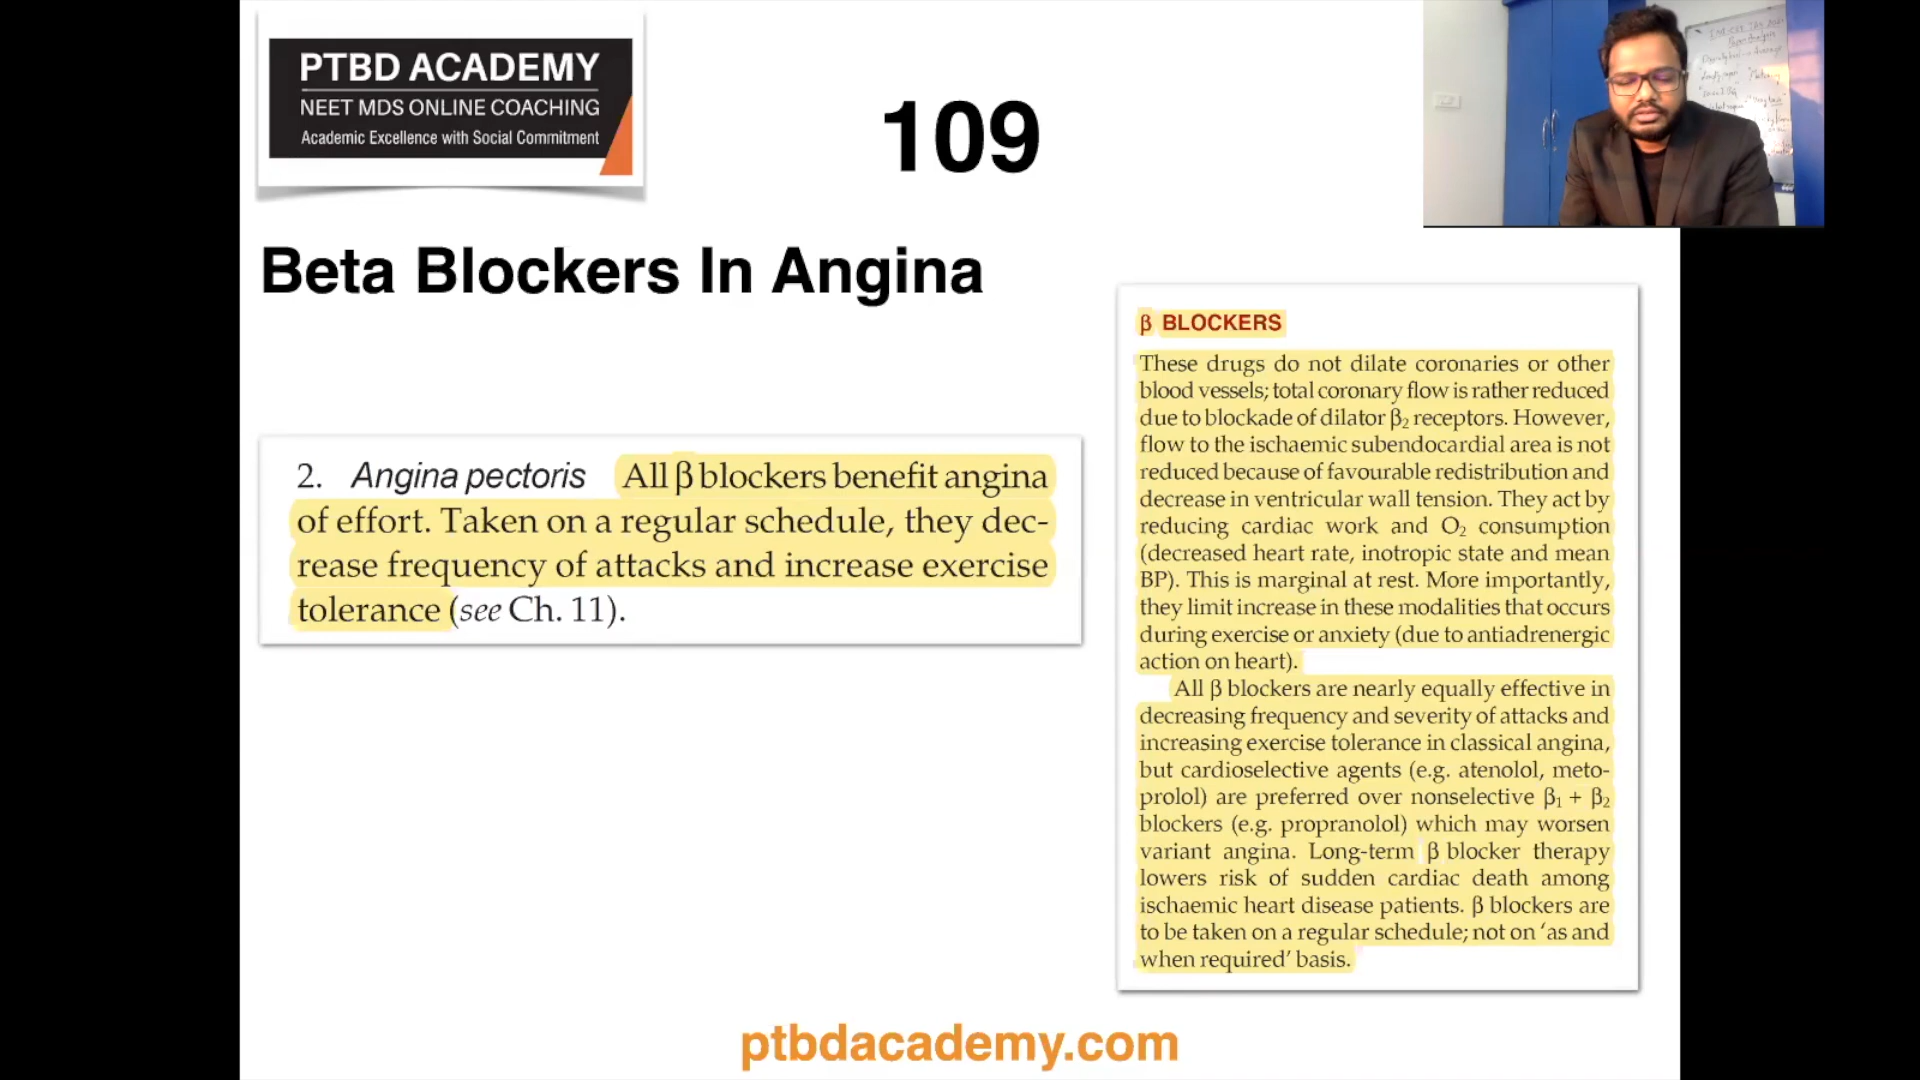 PTBD ACADEMY
NEET MDS ONLINE COACHING
Academic Excellence with Social Commitment
109
Beta Blockers In Angina
2. Angina pectoris All β blockers benefit angina
of effort. Taken on a regular schedule, they dec-
rease frequency of attacks and increase exercise
tolerance (see Ch. 11).
β BLOCKERS
These drugs do not dilate coronaries or other
blood vessels; total coronary flow is rather reduced
due to blockade of dilator β₂ receptors. However,
flow to the ischaemic subendocardial area is not
reduced because of favourable redistribution and
decrease in ventricular wall tension. They act by
reducing cardiac work and O₂ consumption
(decreased heart rate, inotropic state and mean
BP). This is marginal at rest. More importantly,
they limit increase in these modalities that occurs
during exercise or anxiety (due to antiadrenergic
action on heart).
All β blockers are nearly equally effective in
decreasing frequency and severity of attacks and
increasing exercise tolerance in classical angina,
but cardioselective agents (e.g. atenolol, meto-
prolol) are preferred over nonselective β₁ + β₂
blockers (e.g. propranolol) which may worsen
variant angina. Long-term β blocker therapy
lowers risk of sudden cardiac death among
ischaemic heart disease patients. β blockers are
to be taken on a regular schedule; not on ‘as and
when required’ basis.
ptbdacademy.com